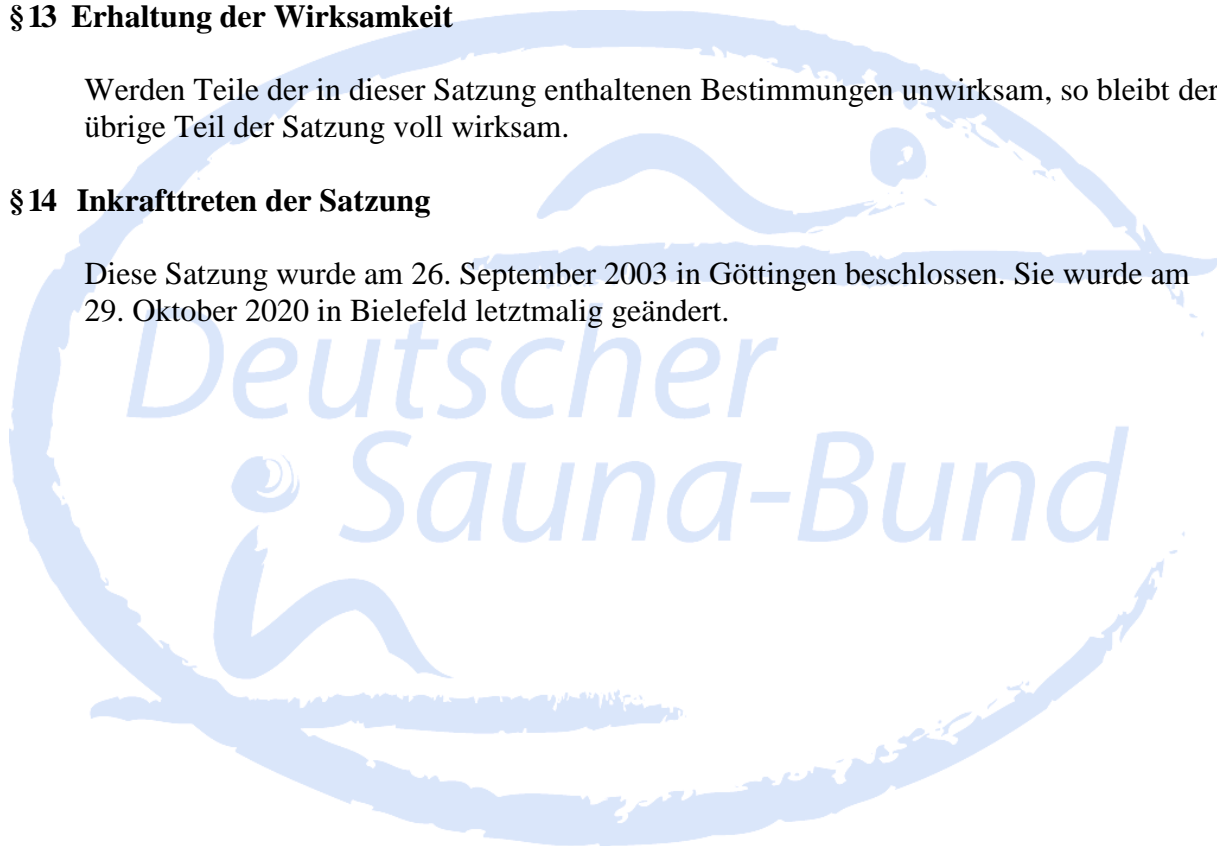 § 13 Erhaltung der Wirksamkeit
Werden Teile der in dieser Satzung enthaltenen Bestimmungen unwirksam, so bleibt der
übrige Teil der Satzung voll wirksam.
§ 14 Inkrafttreten der Satzung
Diese Satzung wurde am 26. September 2003 in Göttingen beschlossen. Sie wurde am
29. Oktober 2020 in Bielefeld letztmalig geändert.
Deutscher
Sauna-Bund